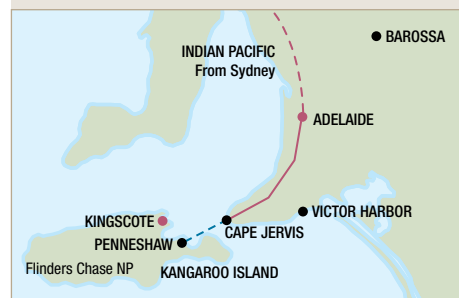 BAROSSA
INDIAN PACIFIC
From Sydney
ADELAIDE
VICTOR HARBOR
KINGSCOTE
CAPE JERVIS
PENNESHAW
Flinders Chase NP
KANGAROO ISLAND